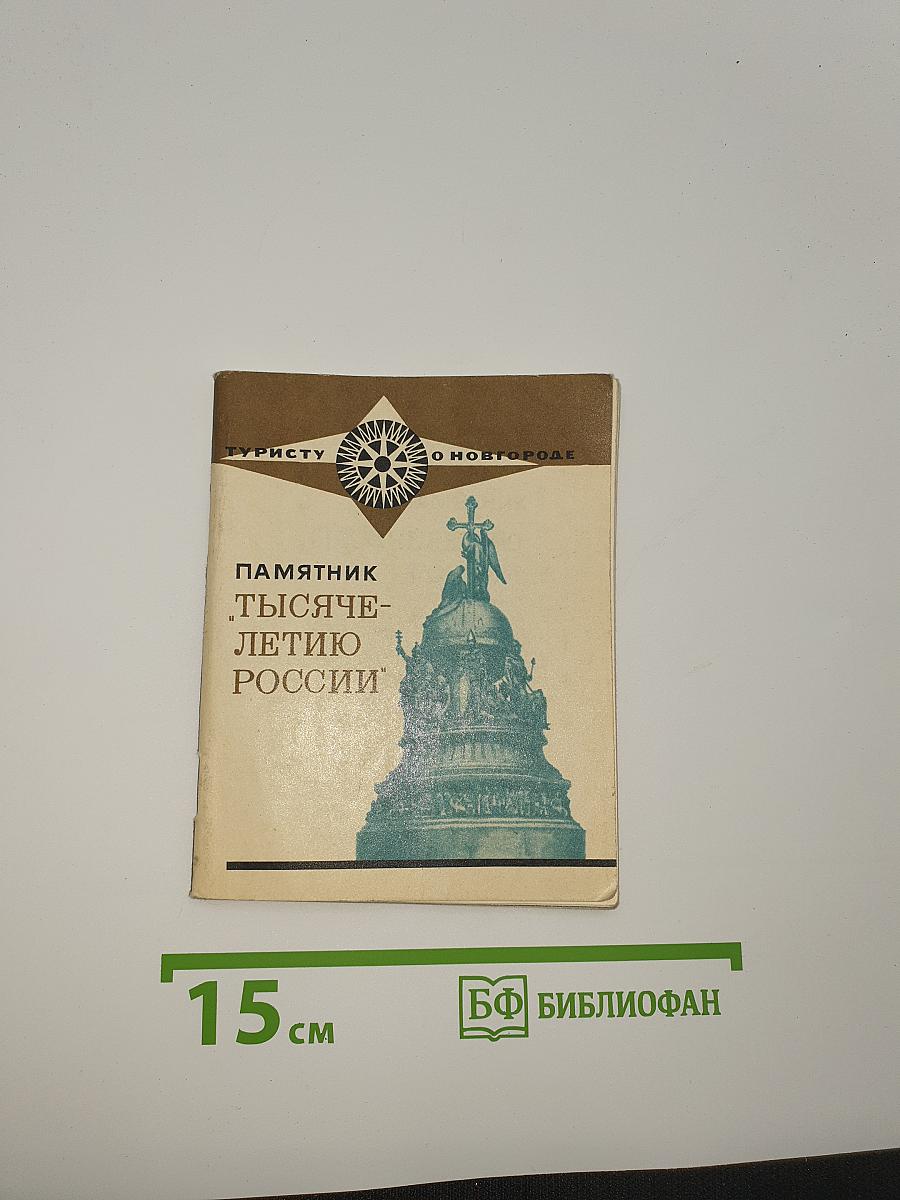 ТУРИСТУ О НОВГОРОДЕ
ПАМЯТНИК
„ТЫСЯЧЕ-
ЛЕТИЮ
РОССИИ"
15 см
БФ БИБЛИОФАН